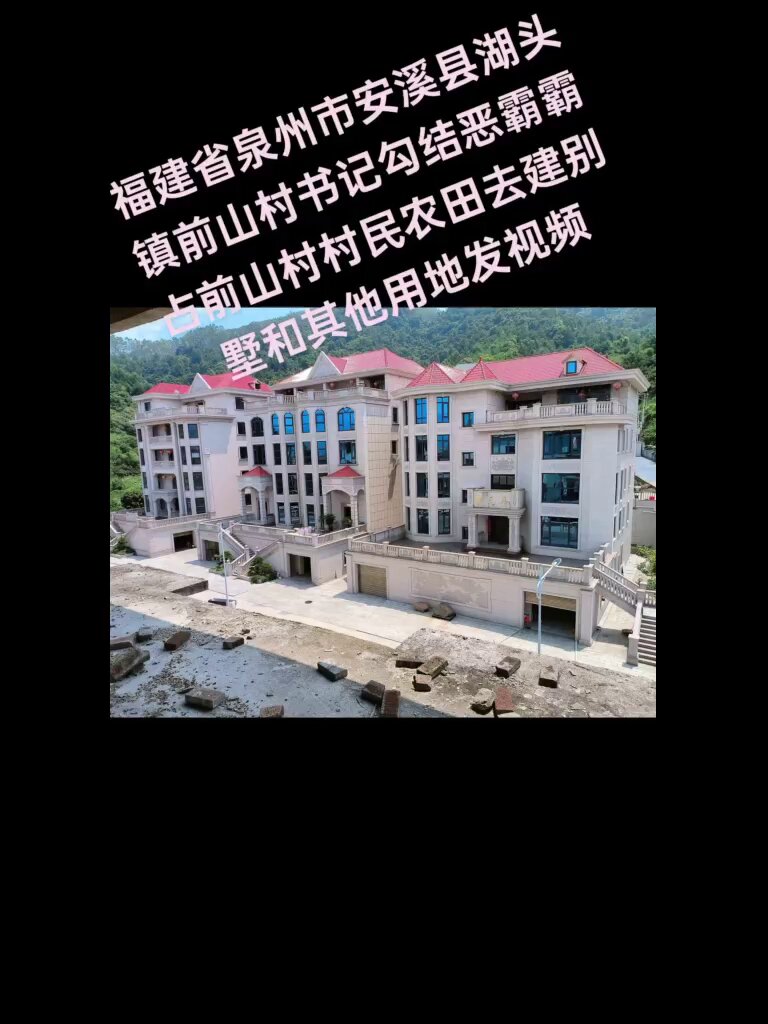 福建省泉州市安溪县湖头
镇前山村书记勾结恶霸霸
占前山村村民农田去建别
墅和其他用地发视频